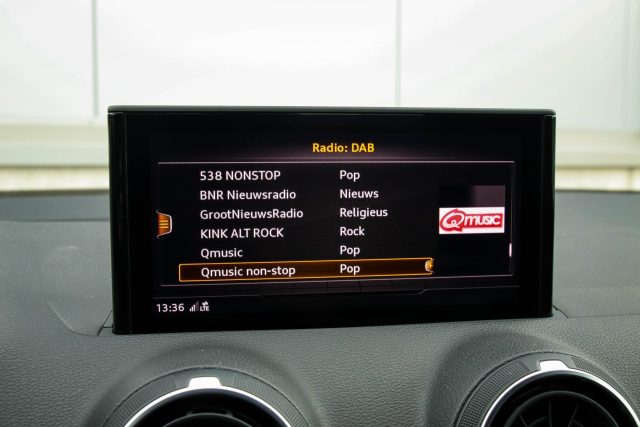 Radio: DAB
538 NONSTOP Pop
BNR Nieuwsradio Nieuws
GrootNieuwsRadio Religieus
KINK ALT ROCK Rock
Qmusic Pop
Qmusic non-stop Pop
Qmusic
13:36 LTE